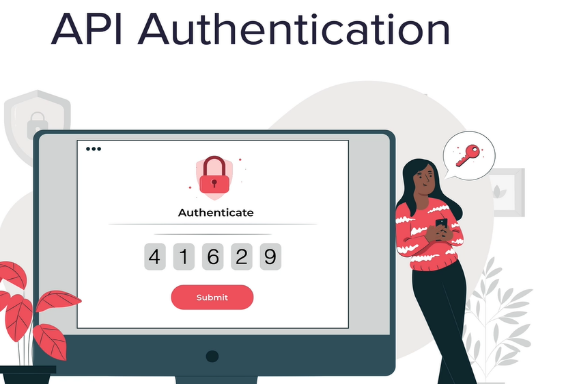 API Authentication
Authenticate
4 1 6 2 9
Submit